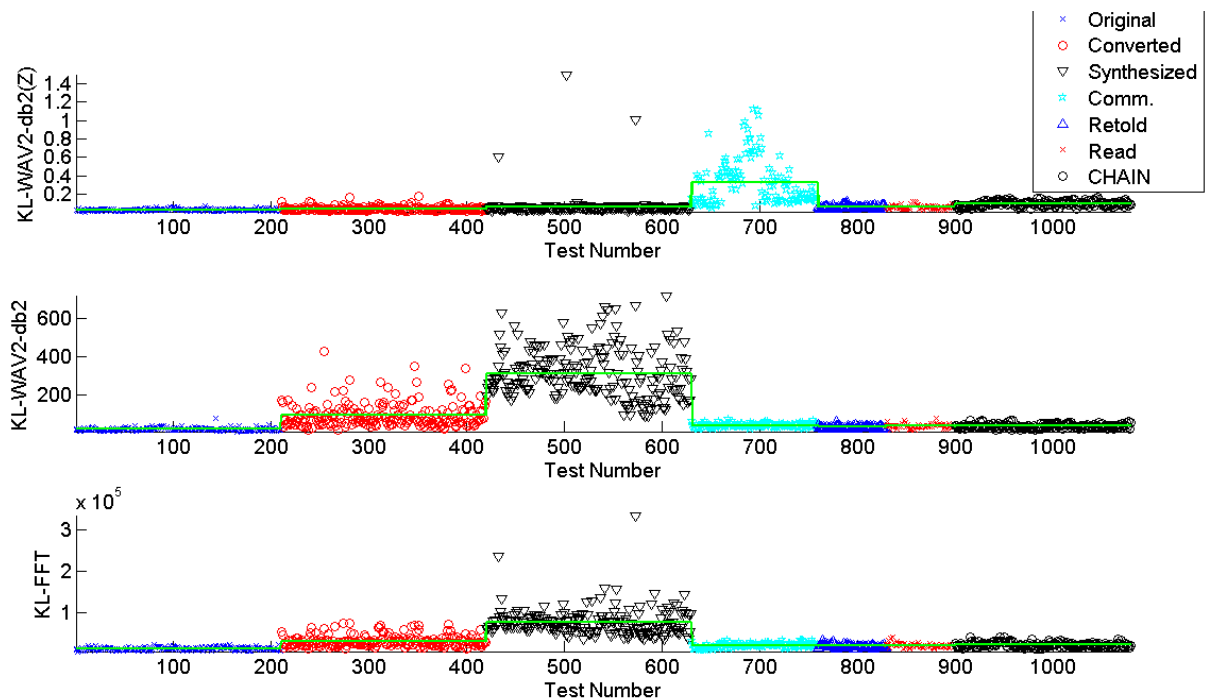 Original
Converted
Synthesized
Comm.
Retold
Read
CHAIN
KL-WAV2-db2(Z)
1.4
1.2
1
0.8
0.6
0.4
0.2
100 200 300 400 500 600 700 800 900 1000
Test Number
KL-WAV2-db2
600
400
200
100 200 300 400 500 600 700 800 900 1000
Test Number
x 10^5
KL-FFT
3
2
1
100 200 300 400 500 600 700 800 900 1000
Test Number